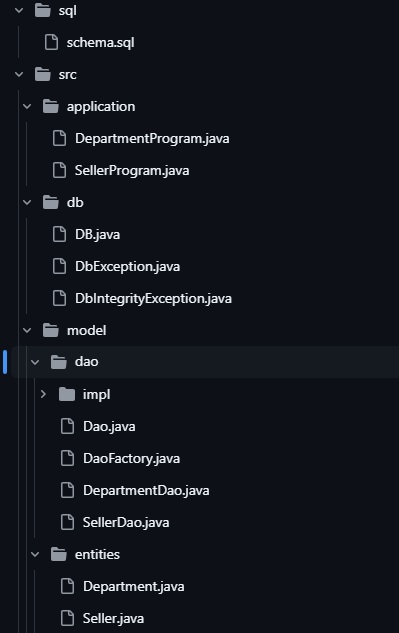 sql
schema.sql
src
application
DepartmentProgram.java
SellerProgram.java
db
DB.java
DbException.java
DbIntegrityException.java
model
dao
impl
Dao.java
DaoFactory.java
DepartmentDao.java
SellerDao.java
entities
Department.java
Seller.java